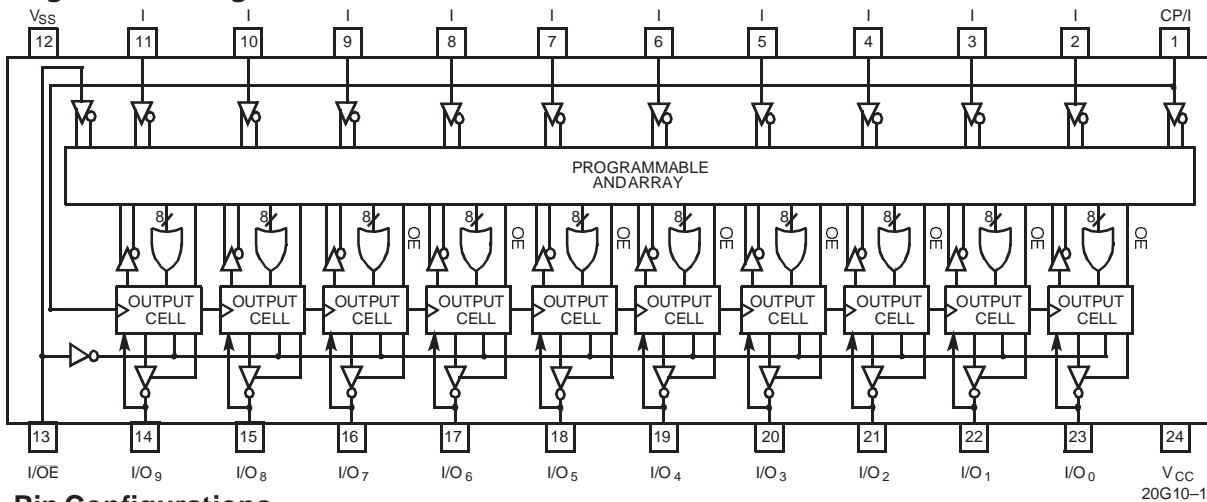 VSS I I I I I I I I I I CP/I
12 11 10 9 8 7 6 5 4 3 2 1
PROGRAMMABLE
ANDARRAY
8 8 8 8 8 8 8 8 8 8
OE OE OE OE OE OE OE OE
OUTPUT CELL
OUTPUT CELL
OUTPUT CELL
OUTPUT CELL
OUTPUT CELL
OUTPUT CELL
OUTPUT CELL
OUTPUT CELL
OUTPUT CELL
OUTPUT CELL
13 14 15 16 17 18 19 20 21 22 23 24
I/OE I/O9 I/O8 I/O7 I/O6 I/O5 I/O4 I/O3 I/O2 I/O1 I/O0 VCC
20G10–1
Pin Configurations